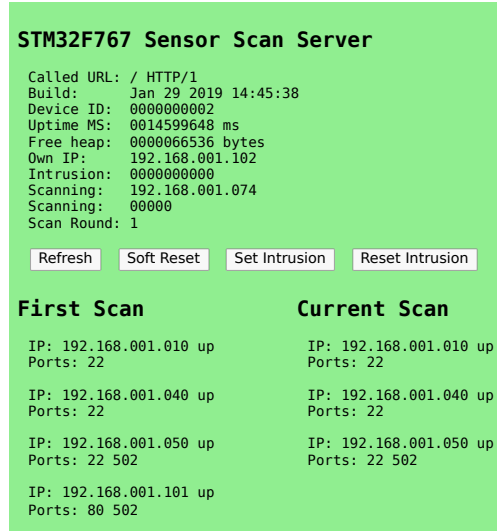 STM32F767 Sensor Scan Server
Called URL: / HTTP/1
Build: Jan 29 2019 14:45:38
Device ID: 0000000002
Uptime MS: 0014599648 ms
Free heap: 0000066536 bytes
Own IP: 192.168.001.102
Intrusion: 0000000000
Scanning: 192.168.001.074
Scanning: 00000
Scan Round: 1
Refresh Soft Reset Set Intrusion Reset Intrusion
First Scan
IP: 192.168.001.010 up
Ports: 22
IP: 192.168.001.040 up
Ports: 22
IP: 192.168.001.050 up
Ports: 22 502
IP: 192.168.001.101 up
Ports: 80 502
Current Scan
IP: 192.168.001.010 up
Ports: 22
IP: 192.168.001.040 up
Ports: 22
IP: 192.168.001.050 up
Ports: 22 502